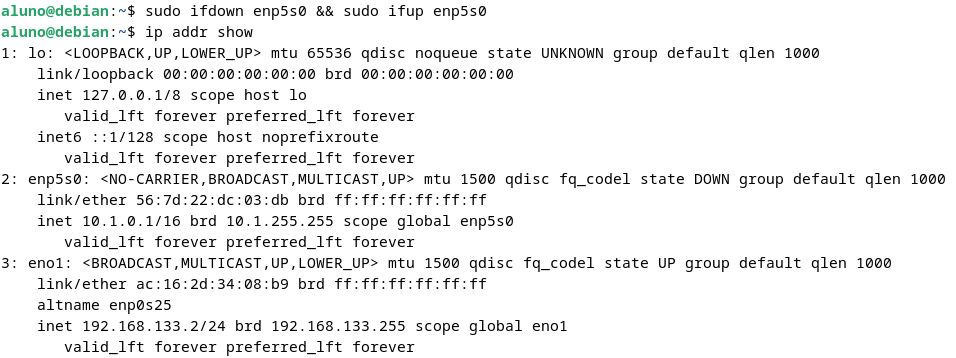 aluno@debian:~$ sudo ifdown enp5s0 && sudo ifup enp5s0
aluno@debian:~$ ip addr show
1: lo: <LOOPBACK,UP,LOWER_UP> mtu 65536 qdisc noqueue state UNKNOWN group default qlen 1000
    link/loopback 00:00:00:00:00:00 brd 00:00:00:00:00:00
    inet 127.0.0.1/8 scope host lo
       valid_lft forever preferred_lft forever
    inet6 ::1/128 scope host noprefixroute
       valid_lft forever preferred_lft forever
2: enp5s0: <NO-CARRIER,BROADCAST,MULTICAST,UP> mtu 1500 qdisc fq_codel state DOWN group default qlen 1000
    link/ether 56:7d:22:dc:03:db brd ff:ff:ff:ff:ff:ff
    inet 10.1.0.1/16 brd 10.1.255.255 scope global enp5s0
       valid_lft forever preferred_lft forever
3: eno1: <BROADCAST,MULTICAST,UP,LOWER_UP> mtu 1500 qdisc fq_codel state UP group default qlen 1000
    link/ether ac:16:2d:34:08:b9 brd ff:ff:ff:ff:ff:ff
    altname enp0s25
    inet 192.168.133.2/24 brd 192.168.133.255 scope global eno1
       valid_lft forever preferred_lft forever